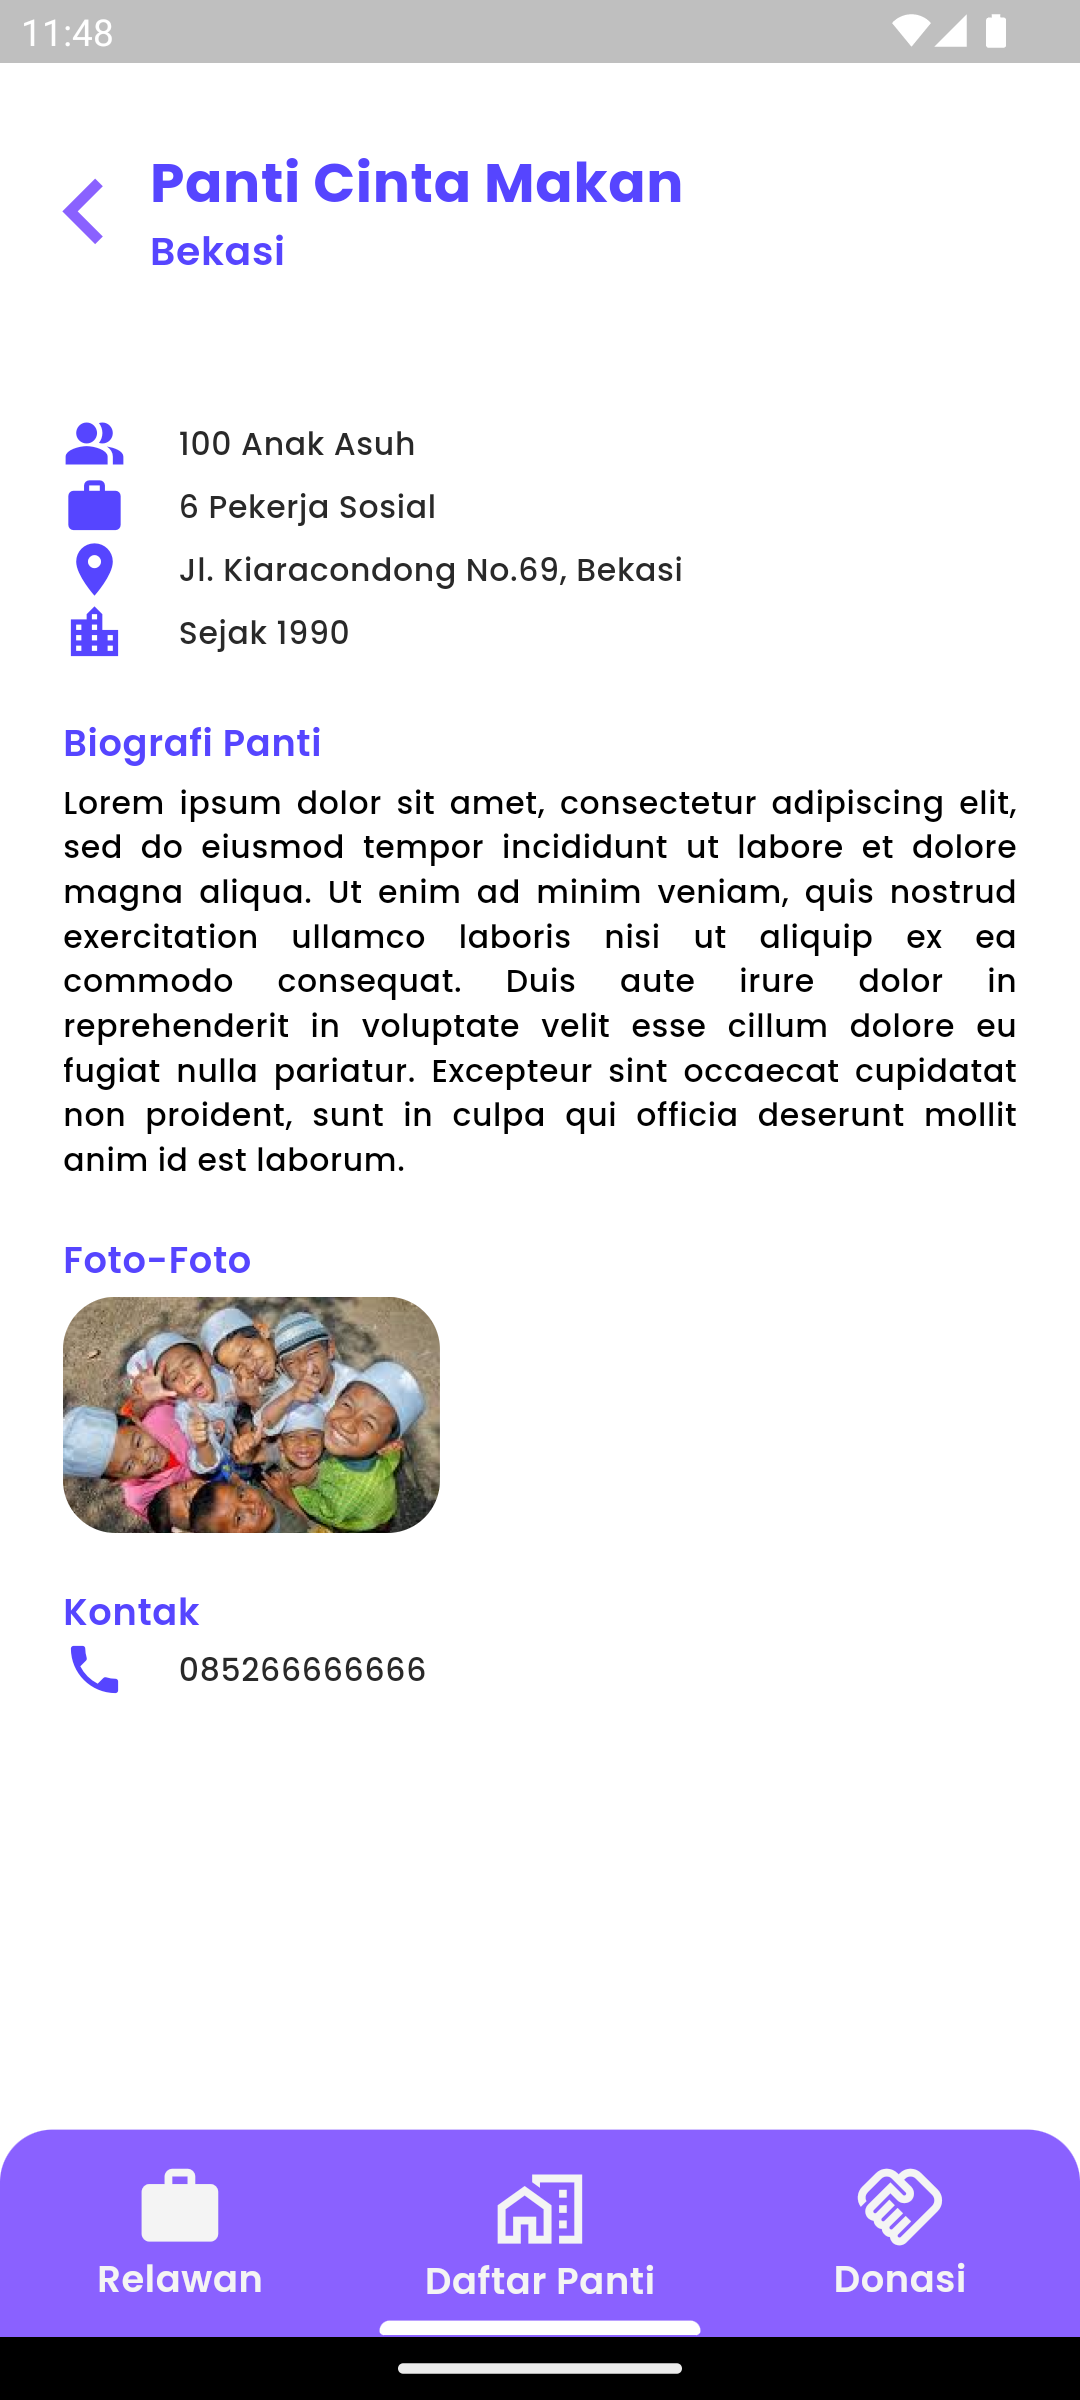 11:48
Panti Cinta Makan
Bekasi
100 Anak Asuh
6 Pekerja Sosial
Jl. Kiaracondong No.69, Bekasi
Sejak 1990
Biografi Panti
Lorem ipsum dolor sit amet, consectetur adipiscing elit,
sed do eiusmod tempor incididunt ut labore et dolore
magna aliqua. Ut enim ad minim veniam, quis nostrud
exercitation ullamco laboris nisi ut aliquip ex ea
commodo consequat. Duis aute irure dolor in
reprehenderit in voluptate velit esse cillum dolore eu
fugiat nulla pariatur. Excepteur sint occaecat cupidatat
non proident, sunt in culpa qui officia deserunt mollit
anim id est laborum.
Foto-Foto
Kontak
085266666666
Relawan
Daftar Panti
Donasi